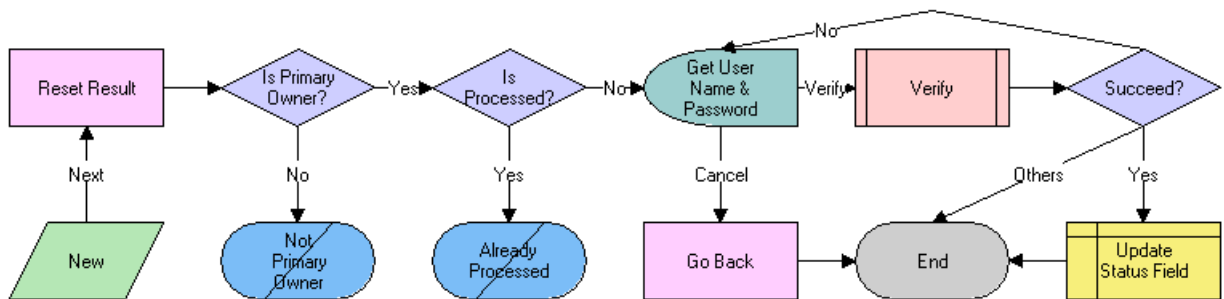 No
Reset Result
Is Primary
Owner?
Yes
Is
Processed?
No
Get User
Name &
Password
Verify
Verify
Succeed?
Next
No
Yes
Cancel
Others
Yes
New
Not
Primary
Owner
Already
Processed
Go Back
End
Update
Status Field